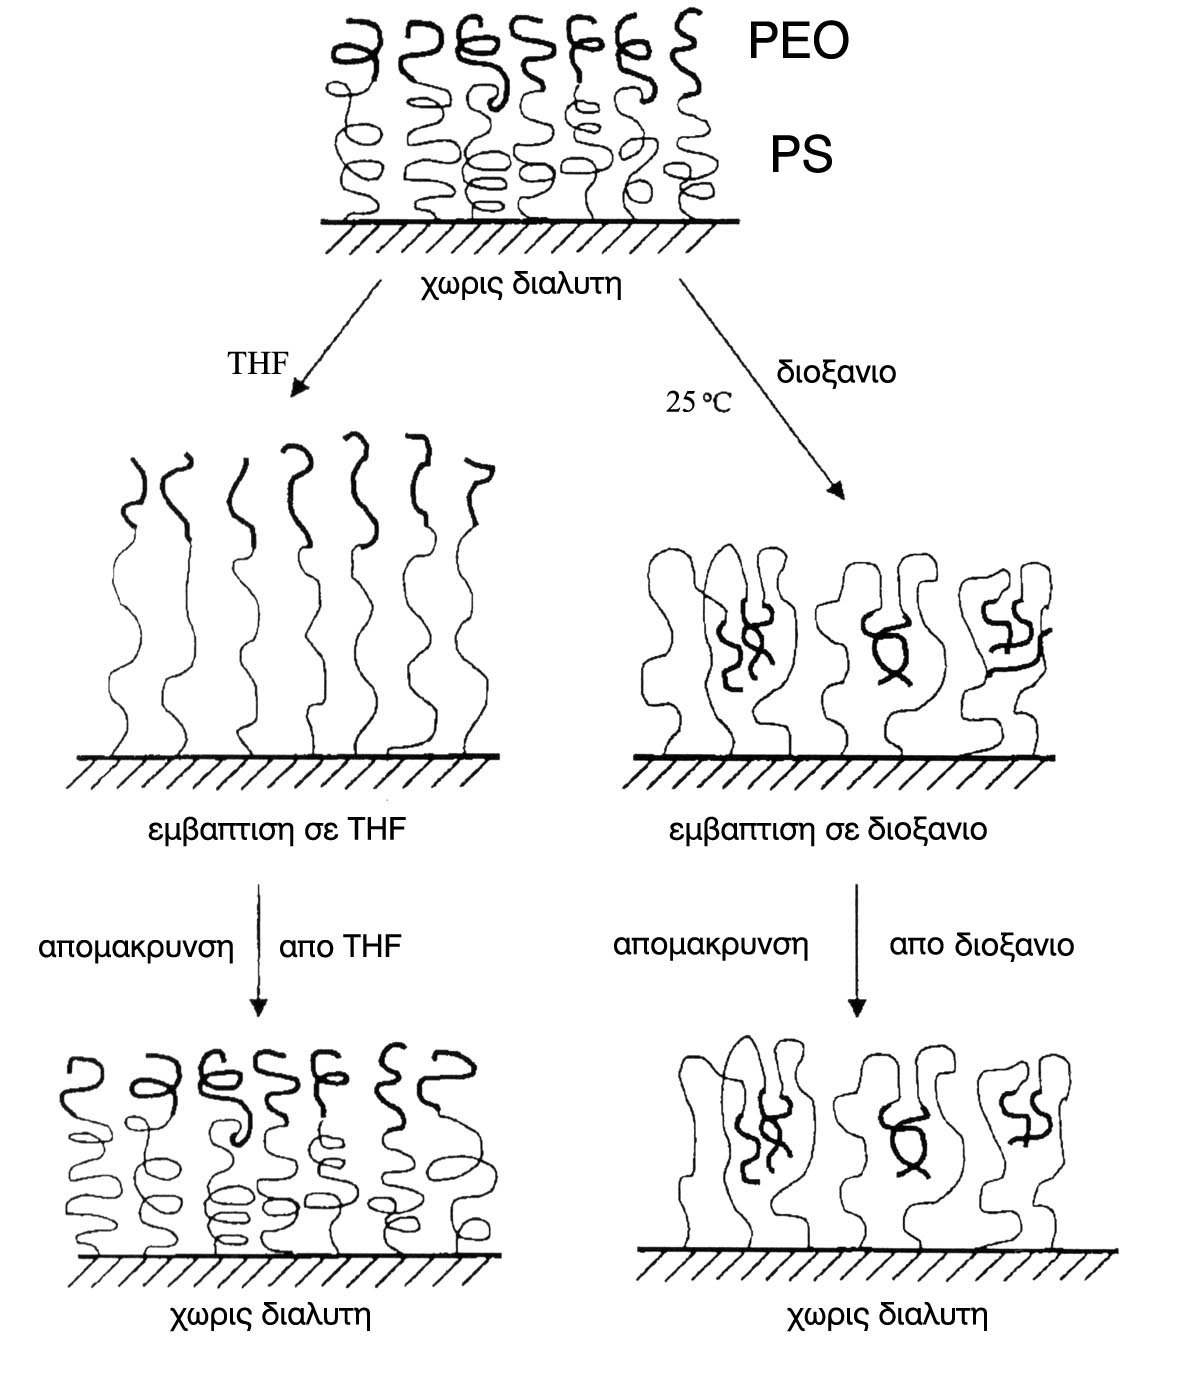 PEO
PS
χωρις διαλυτη
THF
διοξανιο
25 °C
εμβαπτιση σε THF
εμβαπτιση σε διοξανιο
απομακρυνση απο THF
απομακρυνση απο διοξανιο
χωρις διαλυτη
χωρις διαλυτη